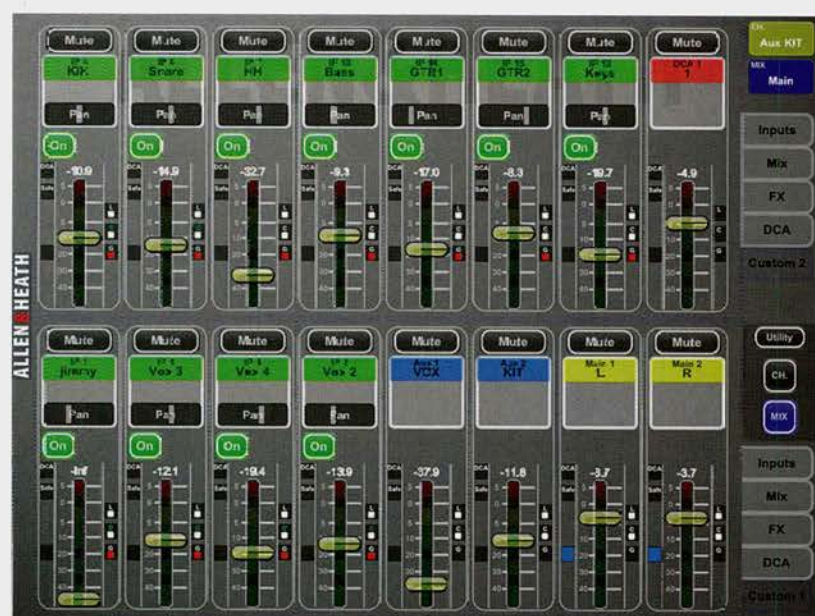 Mute Mute Mute Mute Mute Mute Mute Mute
KIK Snare HH Bass GTR1 GTR2 Keys DCA 1
1
Pan Pan Pan Pan Pan Pan Pan
On On On On On On On
-10.9 -14.9 -32.7 -9.3 -17.0 -8.3 -19.7 -4.9
CH.
Aux KIT
MIX
Main
Inputs
Mix
FX
DCA
Custom 2
ALLEN&HEATH
Mute Mute Mute Mute Mute Mute Mute Mute
Aux 1 Aux 2 Main 1 Main 2
jimmy Vox 3 Vox 4 Vox 2 VOX KIT L R
Pan Pan Pan Pan
On On On On
-Inf -12.1 -19.4 -13.9 -37.9 -11.8 -3.7 -3.7
Utility
CH.
MIX
Inputs
Mix
FX
DCA
Custom 1